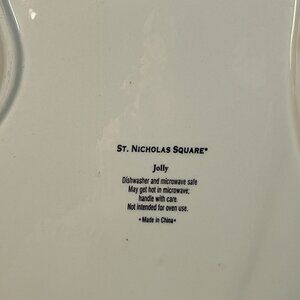 ST. NICHOLAS SQUARE®
Jolly
Dishwasher and microwave safe
May get hot in microwave;
handle with care.
Not intended for oven use.
• Made in China •